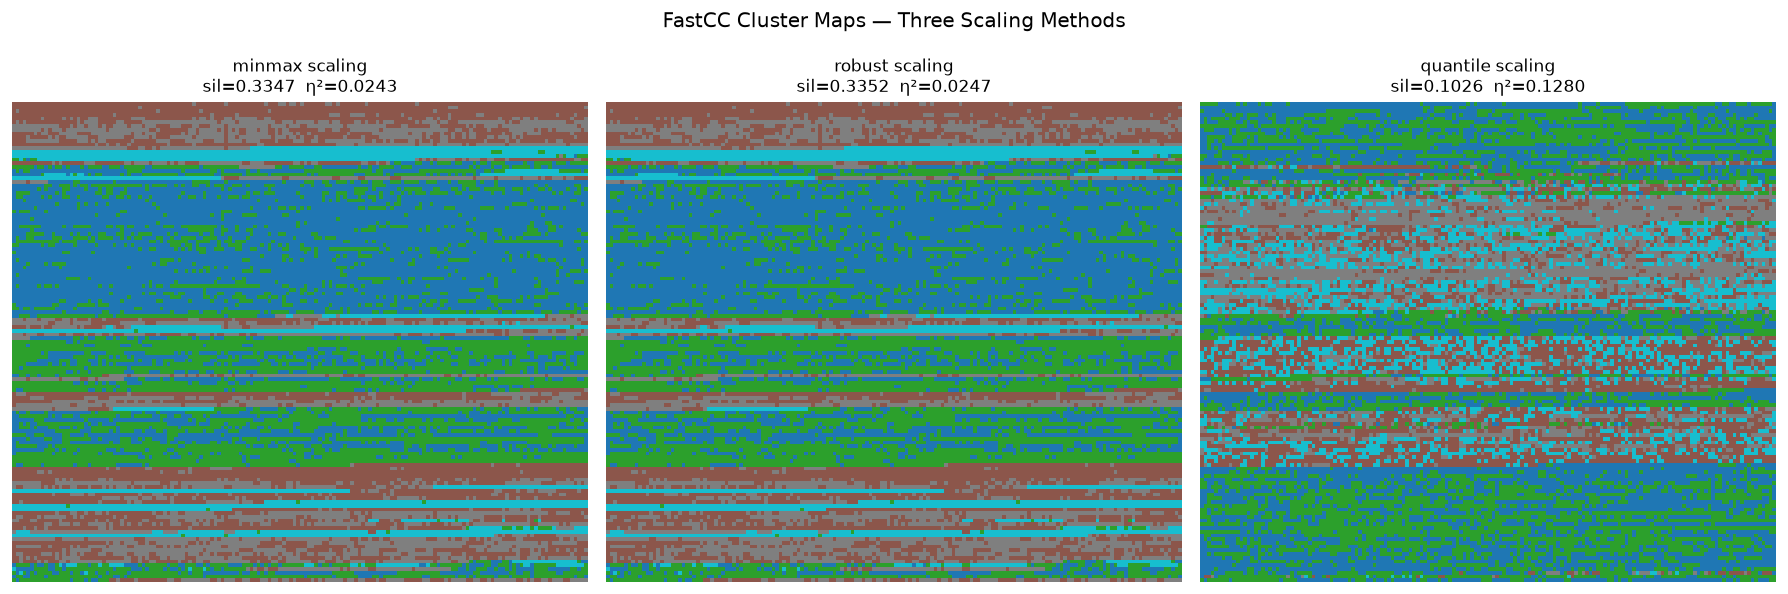 FastCC Cluster Maps — Three Scaling Methods
minmax scaling
sil=0.3347  η²=0.0243
robust scaling
sil=0.3352  η²=0.0247
quantile scaling
sil=0.1026  η²=0.1280